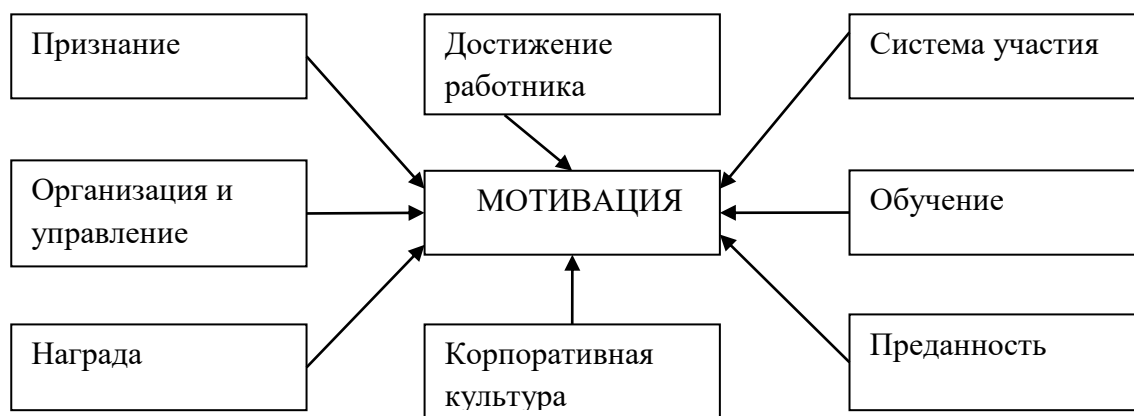 Признание
Достижение
работника
Система участия
Организация и
управление
МОТИВАЦИЯ
Обучение
Награда
Корпоративная
культура
Преданность